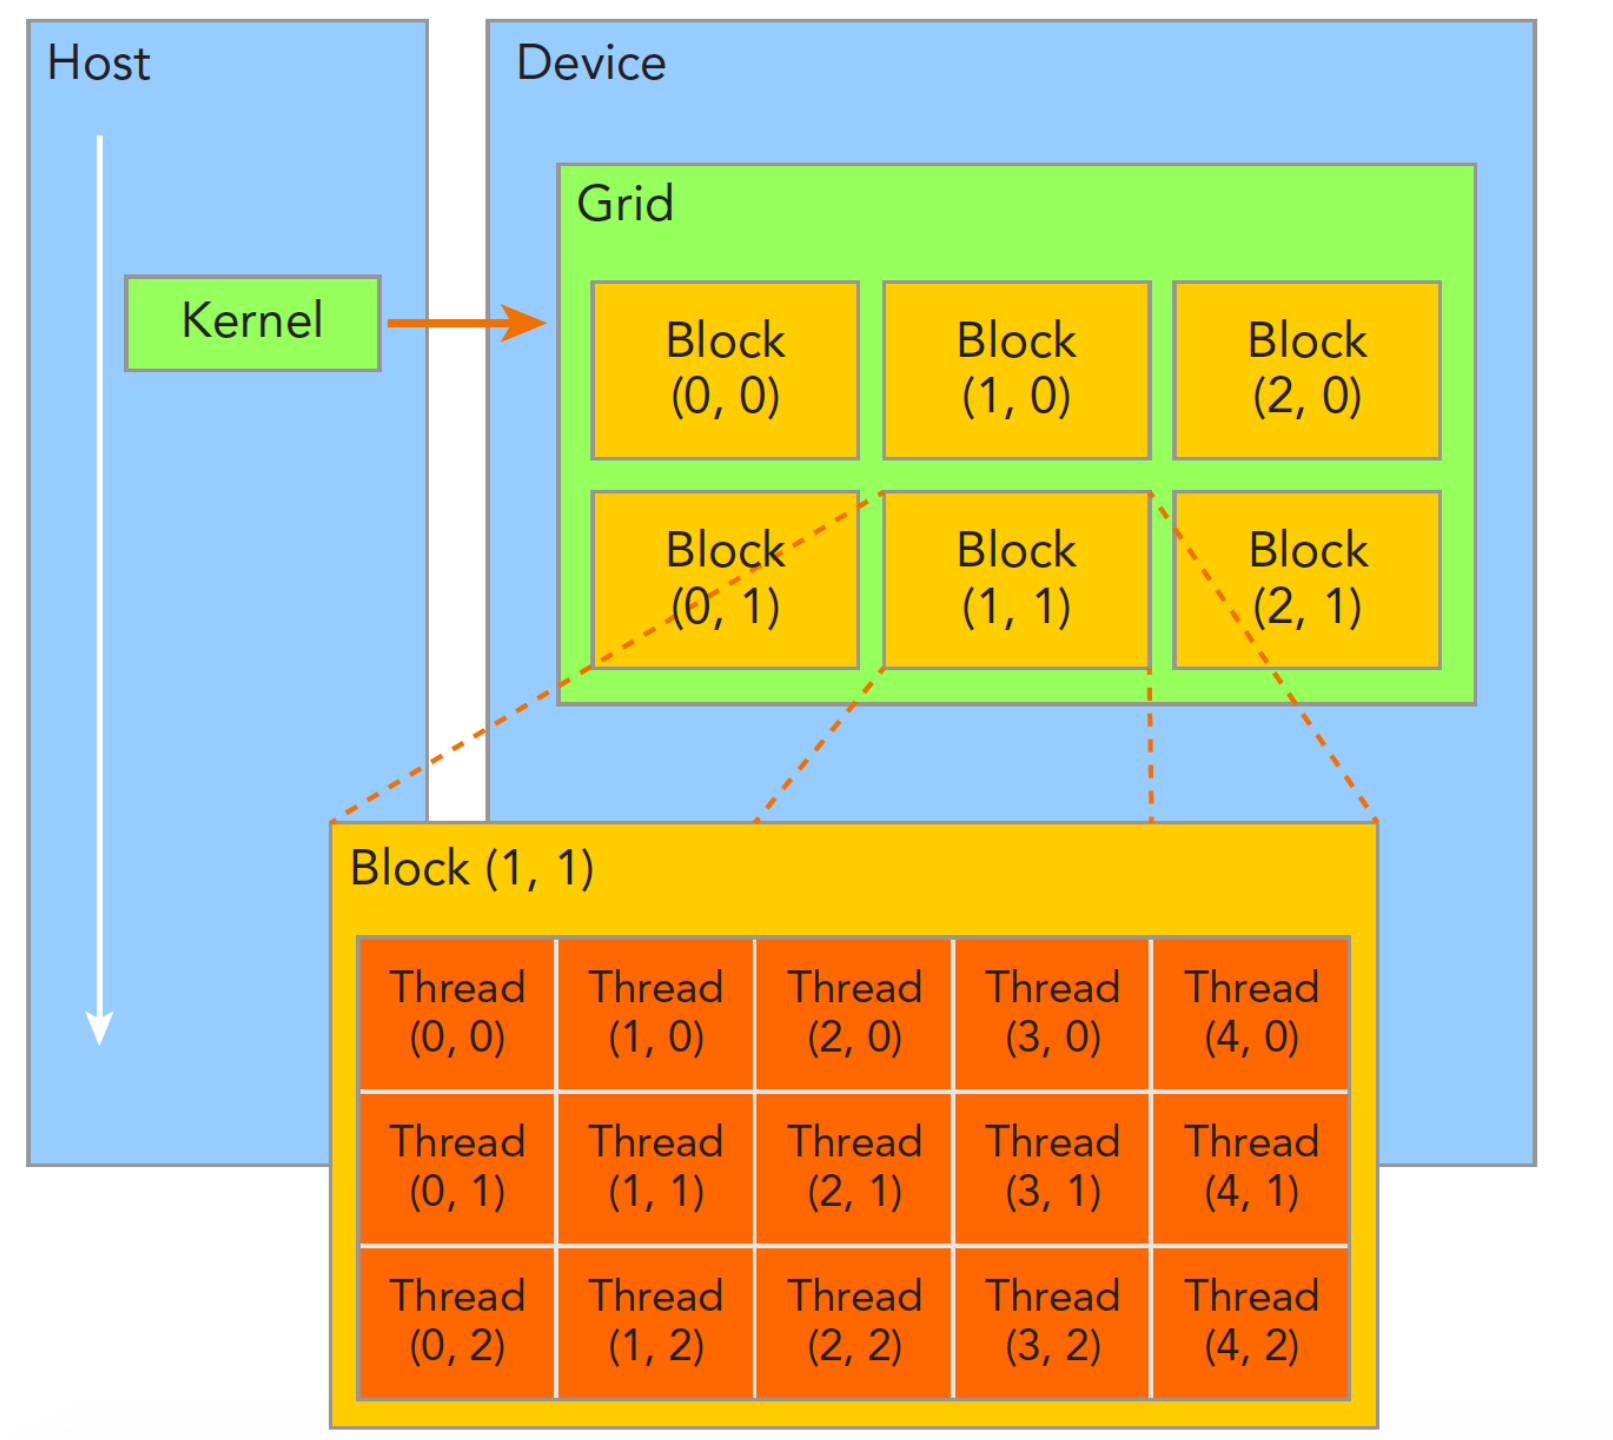 Host
Device
Kernel
Grid
Block
(0, 0)
Block
(1, 0)
Block
(2, 0)
Block
(0, 1)
Block
(1, 1)
Block
(2, 1)
Block (1, 1)
Thread
(0, 0)
Thread
(1, 0)
Thread
(2, 0)
Thread
(3, 0)
Thread
(4, 0)
Thread
(0, 1)
Thread
(1, 1)
Thread
(2, 1)
Thread
(3, 1)
Thread
(4, 1)
Thread
(0, 2)
Thread
(1, 2)
Thread
(2, 2)
Thread
(3, 2)
Thread
(4, 2)